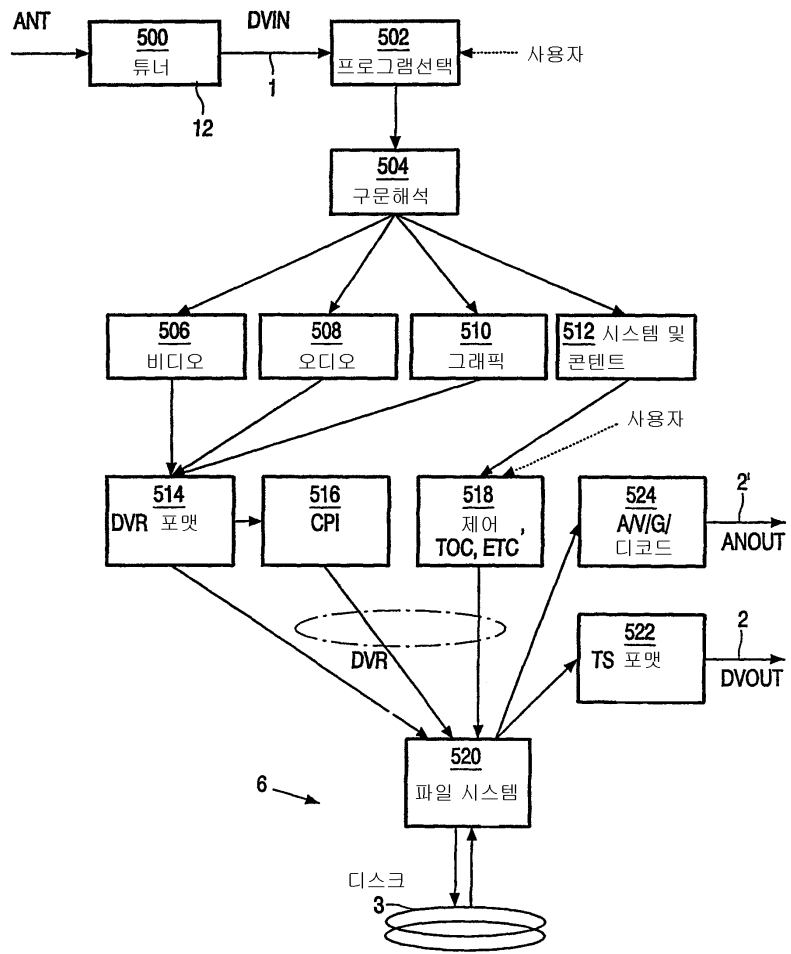 ANT
DVIN
500
튜너
502
프로그램선택
사용자
1
12
504
구문해석
506
비디오
508
오디오
510
그래픽
512 시스템 및
콘텐트
사용자
514
DVR 포맷
516
CPI
518
제어,
TOC, ETC
524
A/V/G/
디코드
2'
ANOUT
522
TS 포맷
2
DVOUT
DVR
520
파일 시스템
6
디스크
3